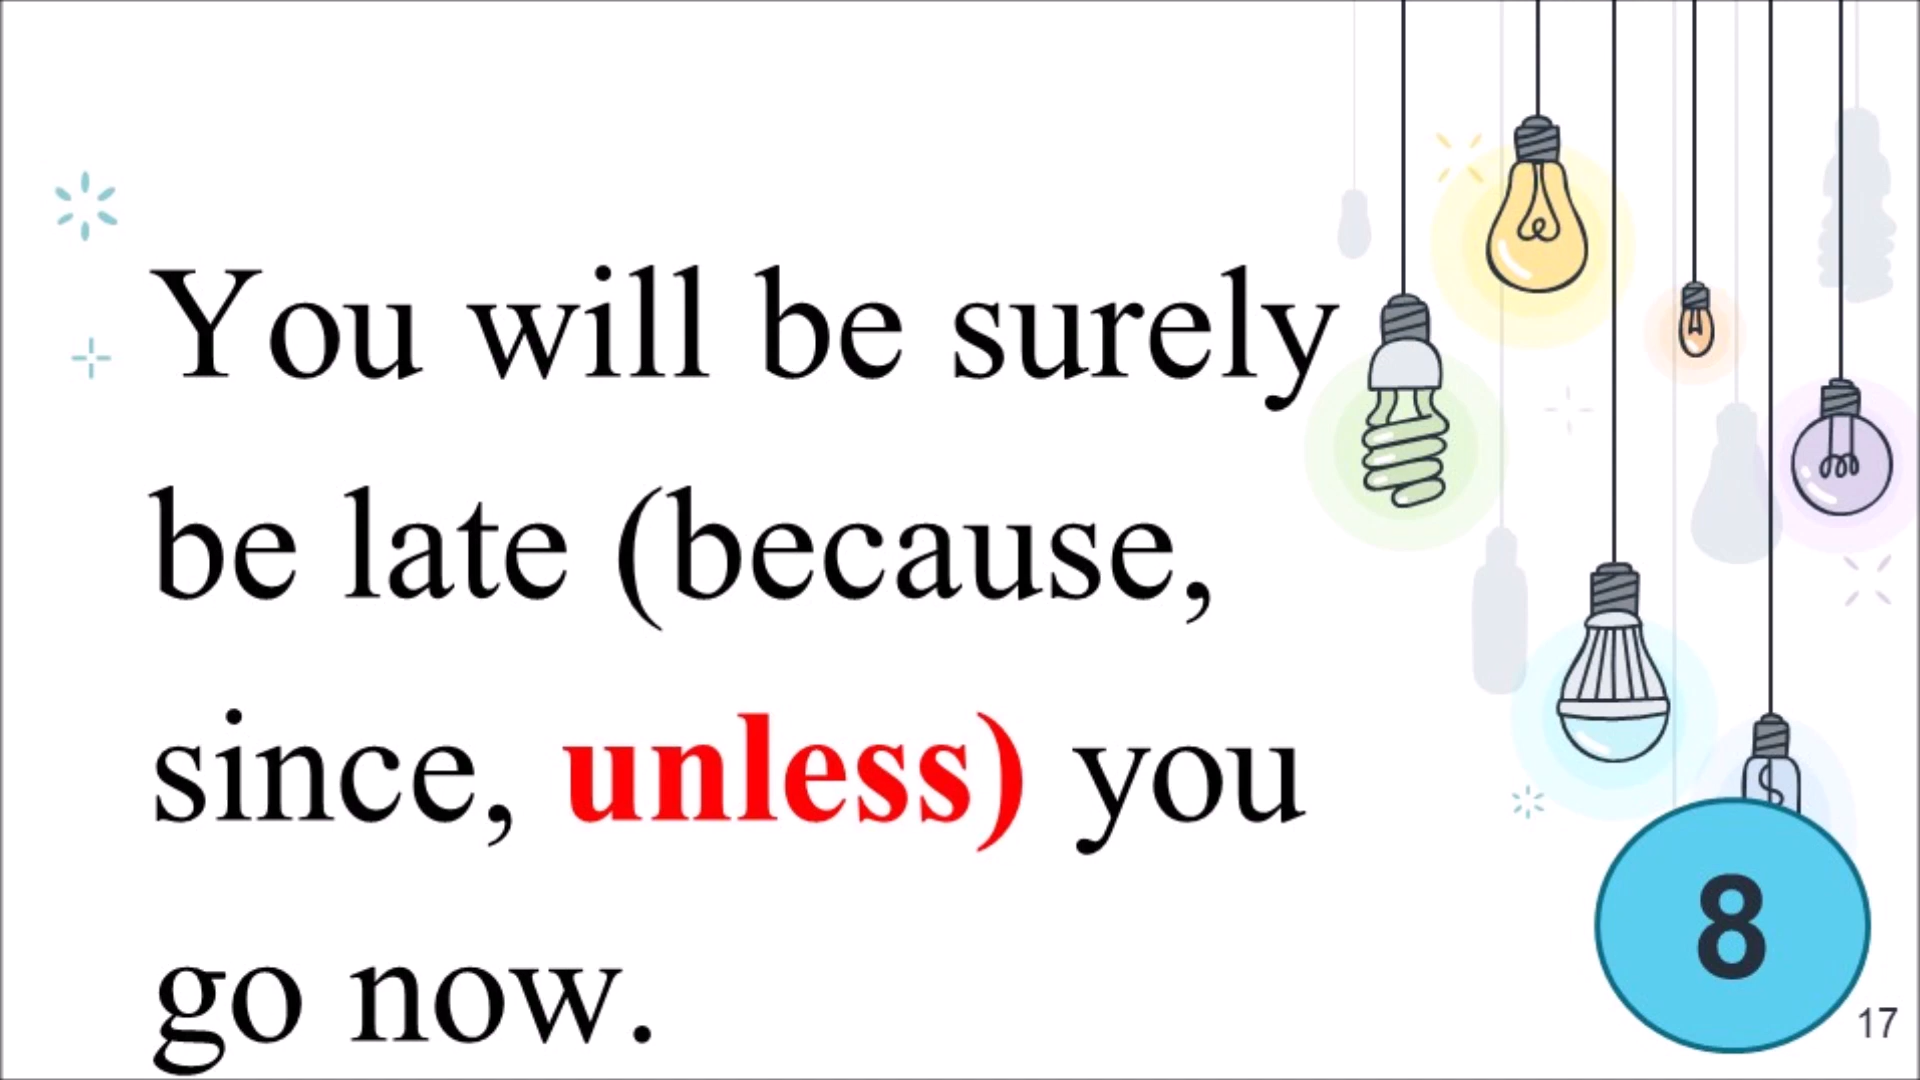 You will be surely
be late (because,
since, unless) you
go now.
8
17